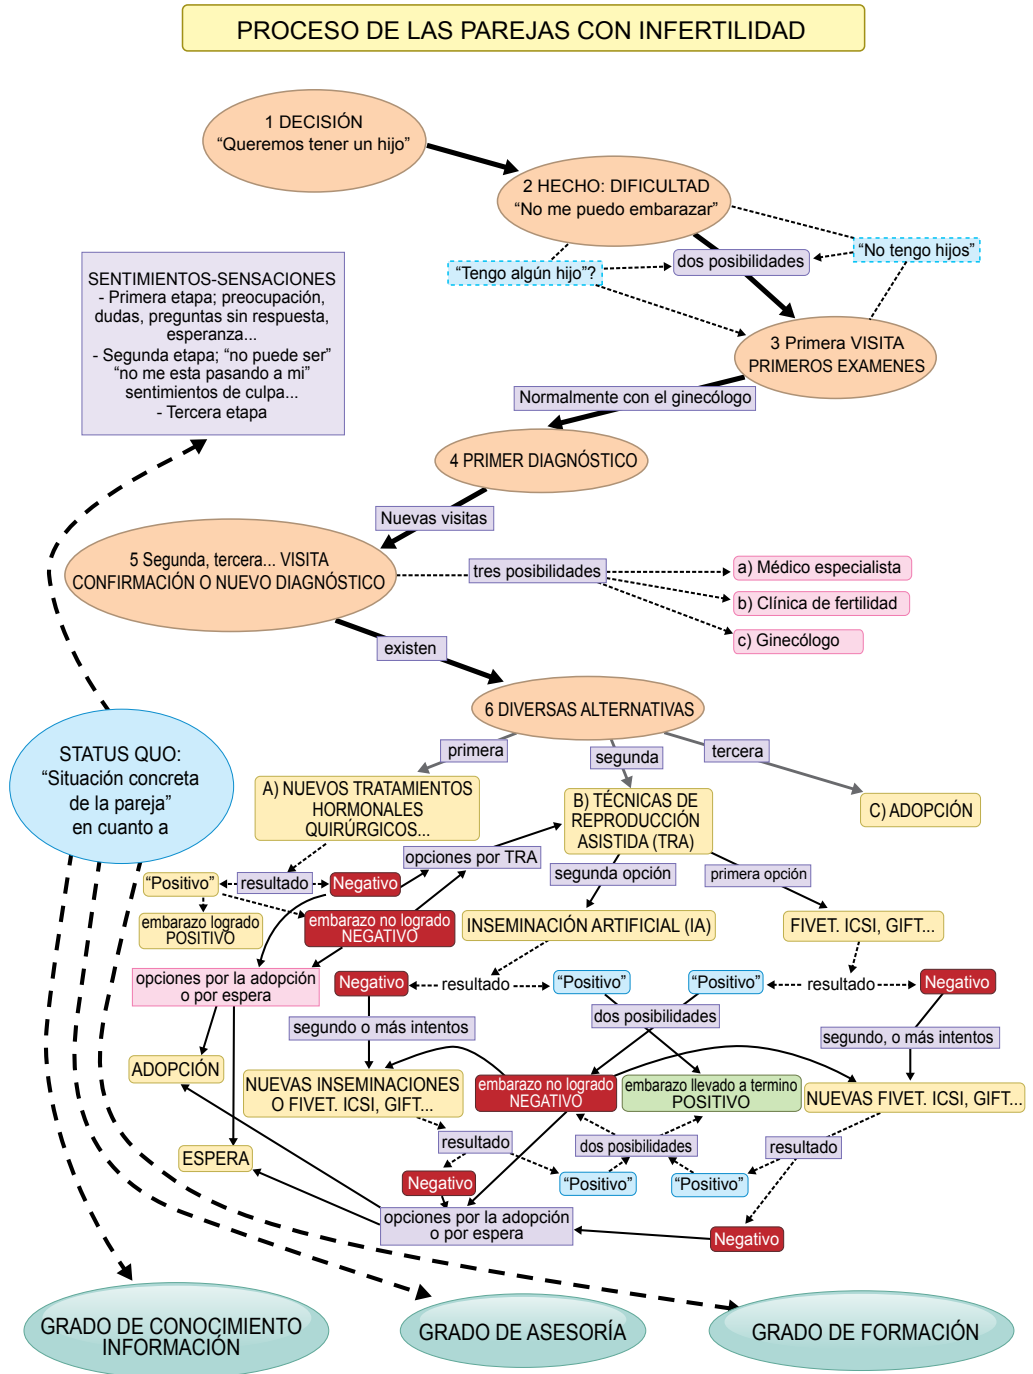 PROCESO DE LAS PAREJAS CON INFERTILIDAD
1 DECISIÓN
“Queremos tener un hijo”
2 HECHO: DIFICULTAD
“No me puedo embarazar”
“No tengo hijos”
dos posibilidades
“Tengo algún hijo”?
SENTIMIENTOS-SENSACIONES
- Primera etapa; preocupación,
dudas, preguntas sin respuesta,
esperanza...
- Segunda etapa; “no puede ser”
“no me esta pasando a mi”
sentimientos de culpa...
- Tercera etapa
3 Primera VISITA
PRIMEROS EXAMENES
Normalmente con el ginecólogo
4 PRIMER DIAGNÓSTICO
Nuevas visitas
5 Segunda, tercera... VISITA
CONFIRMACIÓN O NUEVO DIAGNÓSTICO
tres posibilidades
a) Médico especialista
b) Clínica de fertilidad
c) Ginecólogo
existen
6 DIVERSAS ALTERNATIVAS
primera
segunda
tercera
STATUS QUO:
“Situación concreta
de la pareja”
en cuanto a
A) NUEVOS TRATAMIENTOS
HORMONALES
QUIRÚRGICOS...
B) TÉCNICAS DE
REPRODUCCIÓN
ASISTIDA (TRA)
C) ADOPCIÓN
opciones por TRA
segunda opción
primera opción
“Positivo”
resultado
Negativo
embarazo logrado
POSITIVO
embarazo no logrado
NEGATIVO
INSEMINACIÓN ARTIFICIAL (IA)
FIVET. ICSI, GIFT...
opciones por la adopción
o por espera
Negativo
resultado
“Positivo”
“Positivo”
resultado
Negativo
segundo o más intentos
dos posibilidades
segundo, o más intentos
ADOPCIÓN
NUEVAS INSEMINACIONES
O FIVET. ICSI, GIFT...
embarazo no logrado
NEGATIVO
embarazo llevado a termino
POSITIVO
NUEVAS FIVET. ICSI, GIFT...
resultado
dos posibilidades
resultado
ESPERA
Negativo
“Positivo”
“Positivo”
opciones por la adopción
o por espera
Negativo
GRADO DE CONOCIMIENTO
INFORMACIÓN
GRADO DE ASESORÍA
GRADO DE FORMACIÓN